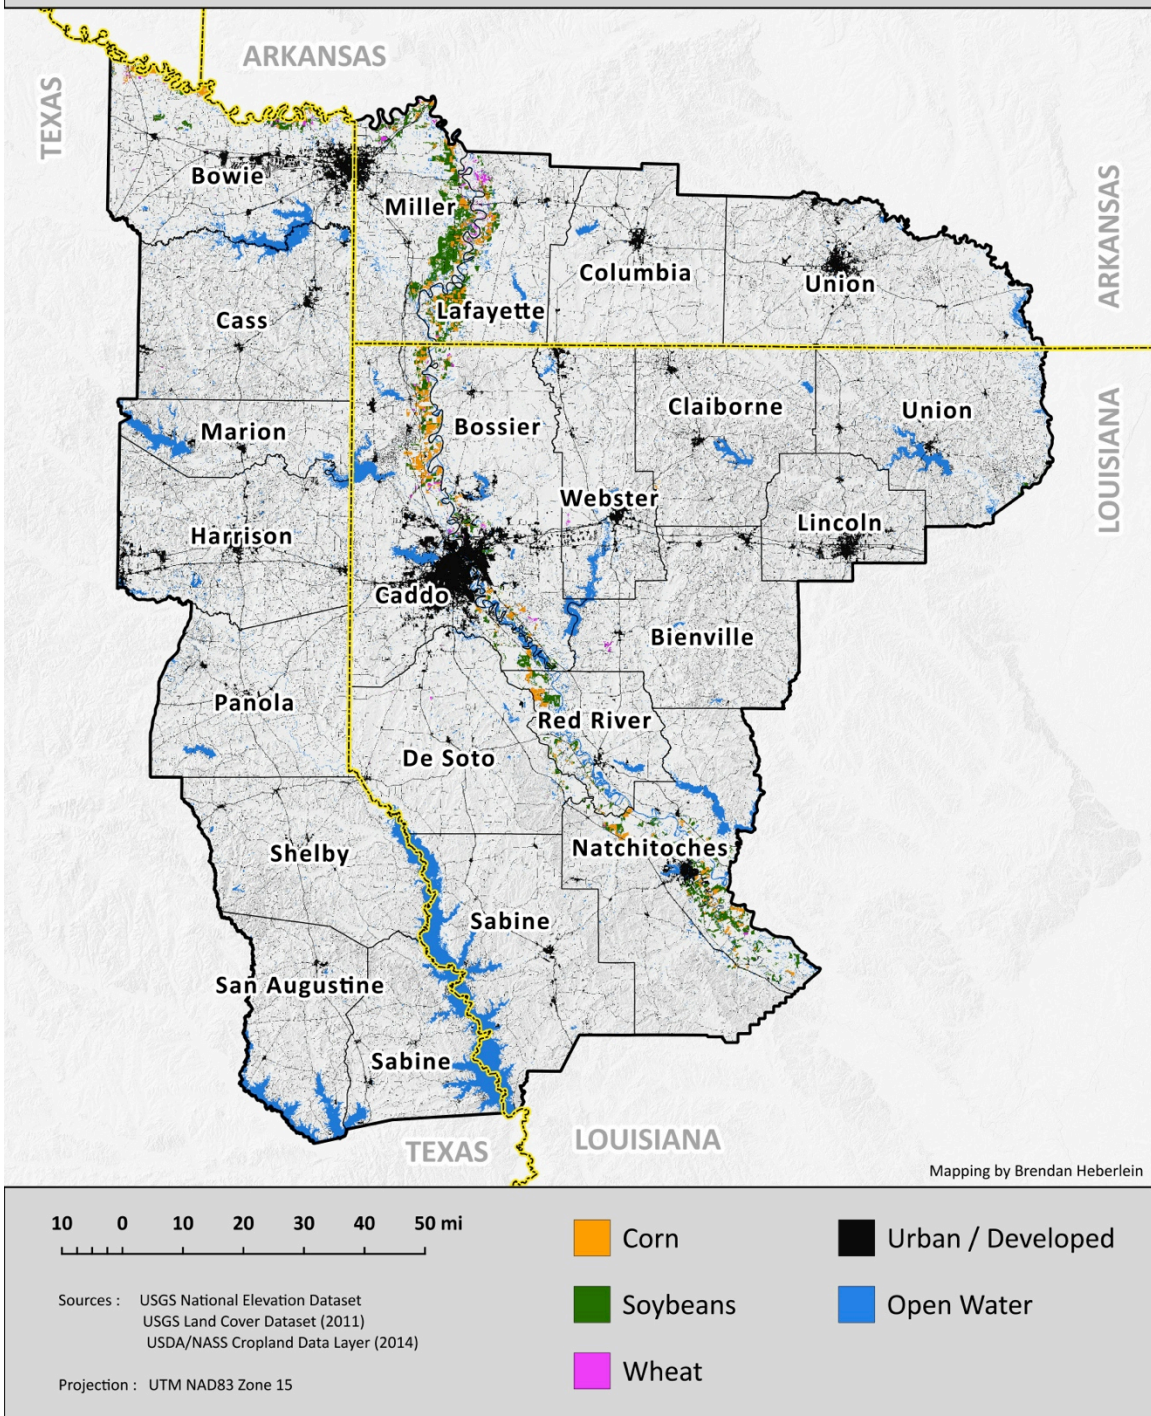 ARKANSAS
TEXAS
Bowie
Miller
ARKANSAS
Columbia
Union
Lafayette
Cass
Claiborne
Union
Marion
Bossier
LOUISIANA
Webster
Harrison
Lincoln
Caddo
Bienville
Panola
Red River
De Soto
Shelby
Natchitoches
Sabine
San Augustine
Sabine
TEXAS
LOUISIANA
Mapping by Brendan Heberlein
10 0 10 20 30 40 50 mi
Sources : USGS National Elevation Dataset
USGS Land Cover Dataset (2011)
USDA/NASS Cropland Data Layer (2014)
Projection : UTM NAD83 Zone 15
Corn
Soybeans
Wheat
Urban / Developed
Open Water